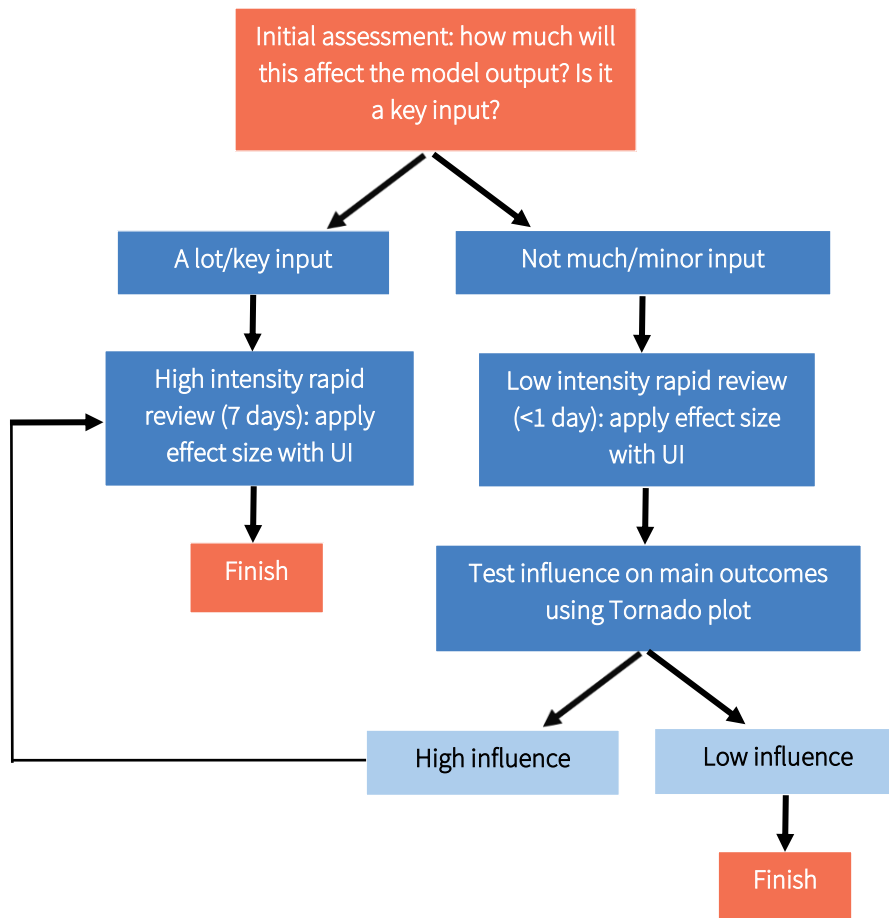 Initial assessment: how much will
this affect the model output? Is it
a key input?
A lot/key input
Not much/minor input
High intensity rapid
review (7 days): apply
effect size with UI
Low intensity rapid review
(<1 day): apply effect size
with UI
Finish
Test influence on main outcomes
using Tornado plot
High influence
Low influence
Finish